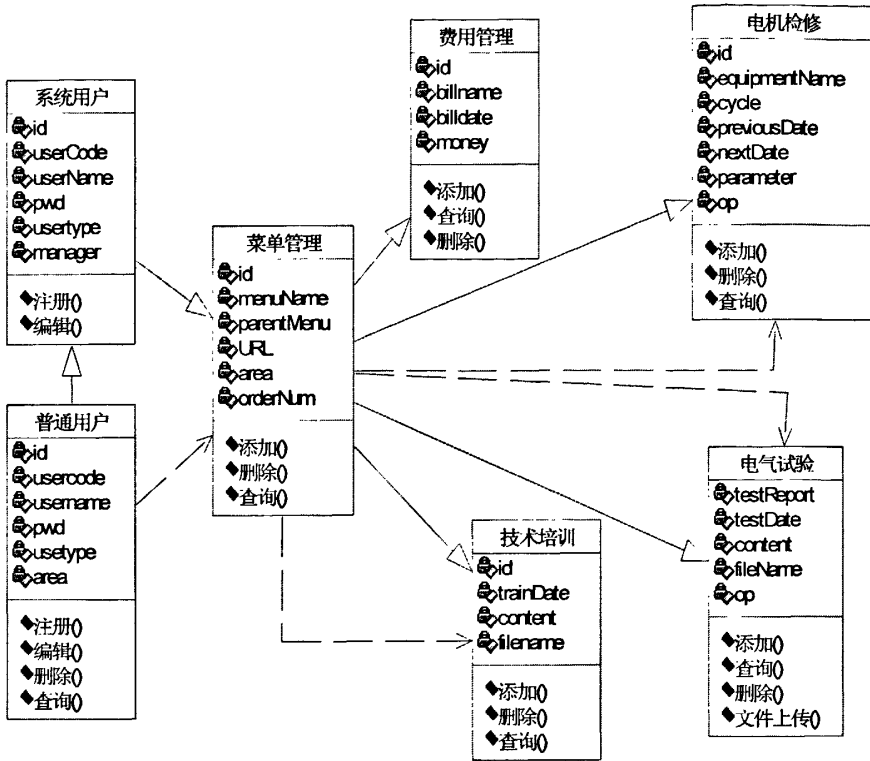 系统用户
id
userCode
userName
pwd
usertype
manager
注册()
编辑()
普通用户
id
usercode
username
pwd
usetype
area
注册()
编辑()
删除()
查询()
菜单管理
id
menuName
parentMenu
URL
area
orderNum
添加()
删除()
查询()
费用管理
id
billname
billdate
money
添加()
查询()
删除()
电机检修
id
equipmentName
cycle
previousDate
nextDate
parameter
op
添加()
删除()
查询()
技术培训
id
trainDate
content
filename
添加()
删除()
查询()
电气试验
testReport
testDate
content
fileName
op
添加()
查询()
删除()
文件上传()